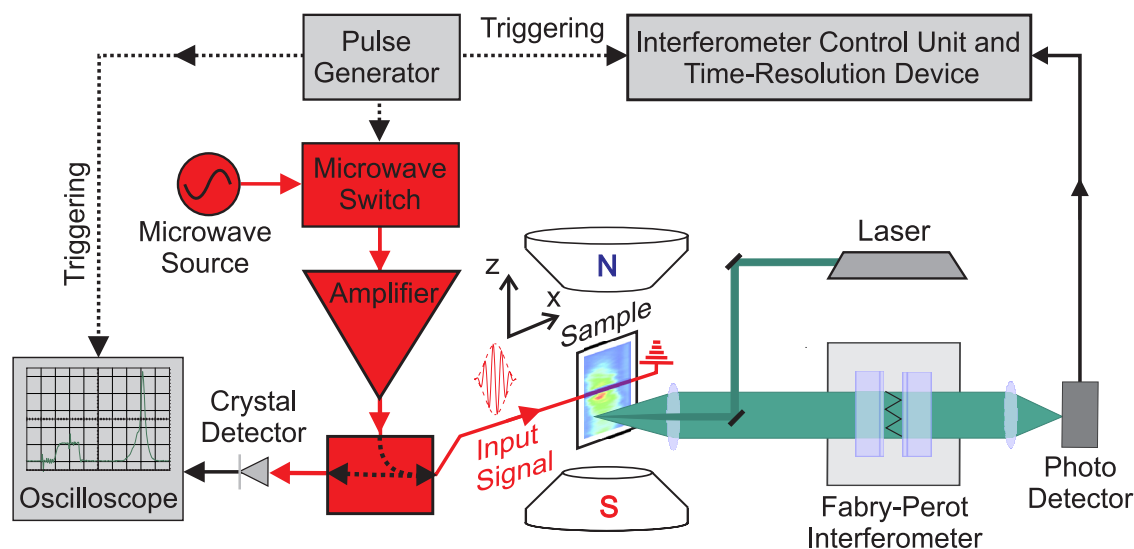 Pulse
Generator
Triggering
Interferometer Control Unit and
Time-Resolution Device
Triggering
Microwave
Switch
Microwave
Source
Amplifier
z
x
N
Sample
Laser
Crystal
Detector
Input
Signal
S
Oscilloscope
Fabry-Perot
Interferometer
Photo
Detector